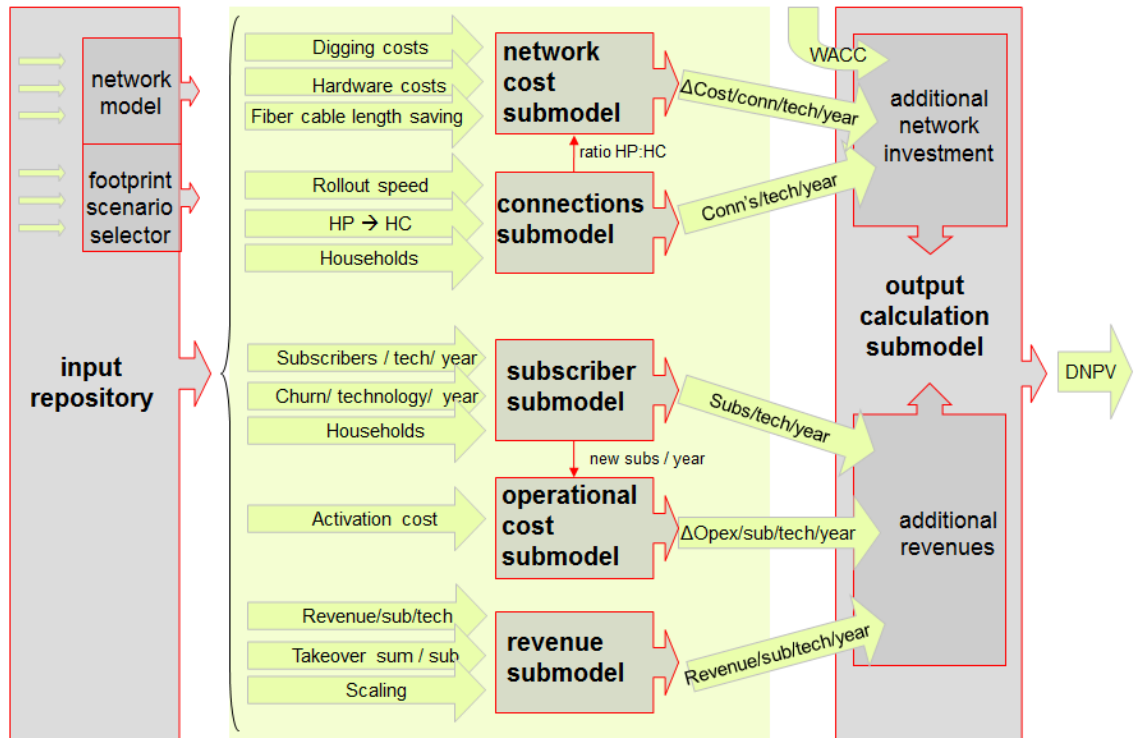 network
model
footprint
scenario
selector
input
repository
Digging costs
Hardware costs
Fiber cable length saving
Rollout speed
HP → HC
Households
Subscribers / tech/ year
Churn/ technology/ year
Households
Activation cost
Revenue/sub/tech
Takeover sum / sub
Scaling
network
cost
submodel
ratio HP:HC
connections
submodel
subscriber
submodel
new subs / year
operational
cost
submodel
revenue
submodel
WACC
ΔCost/conn/tech/year
Conn's/tech/year
Subs/tech/year
ΔOpex/sub/tech/year
Revenue/sub/tech/year
additional
network
investment
output
calculation
submodel
additional
revenues
DNPV